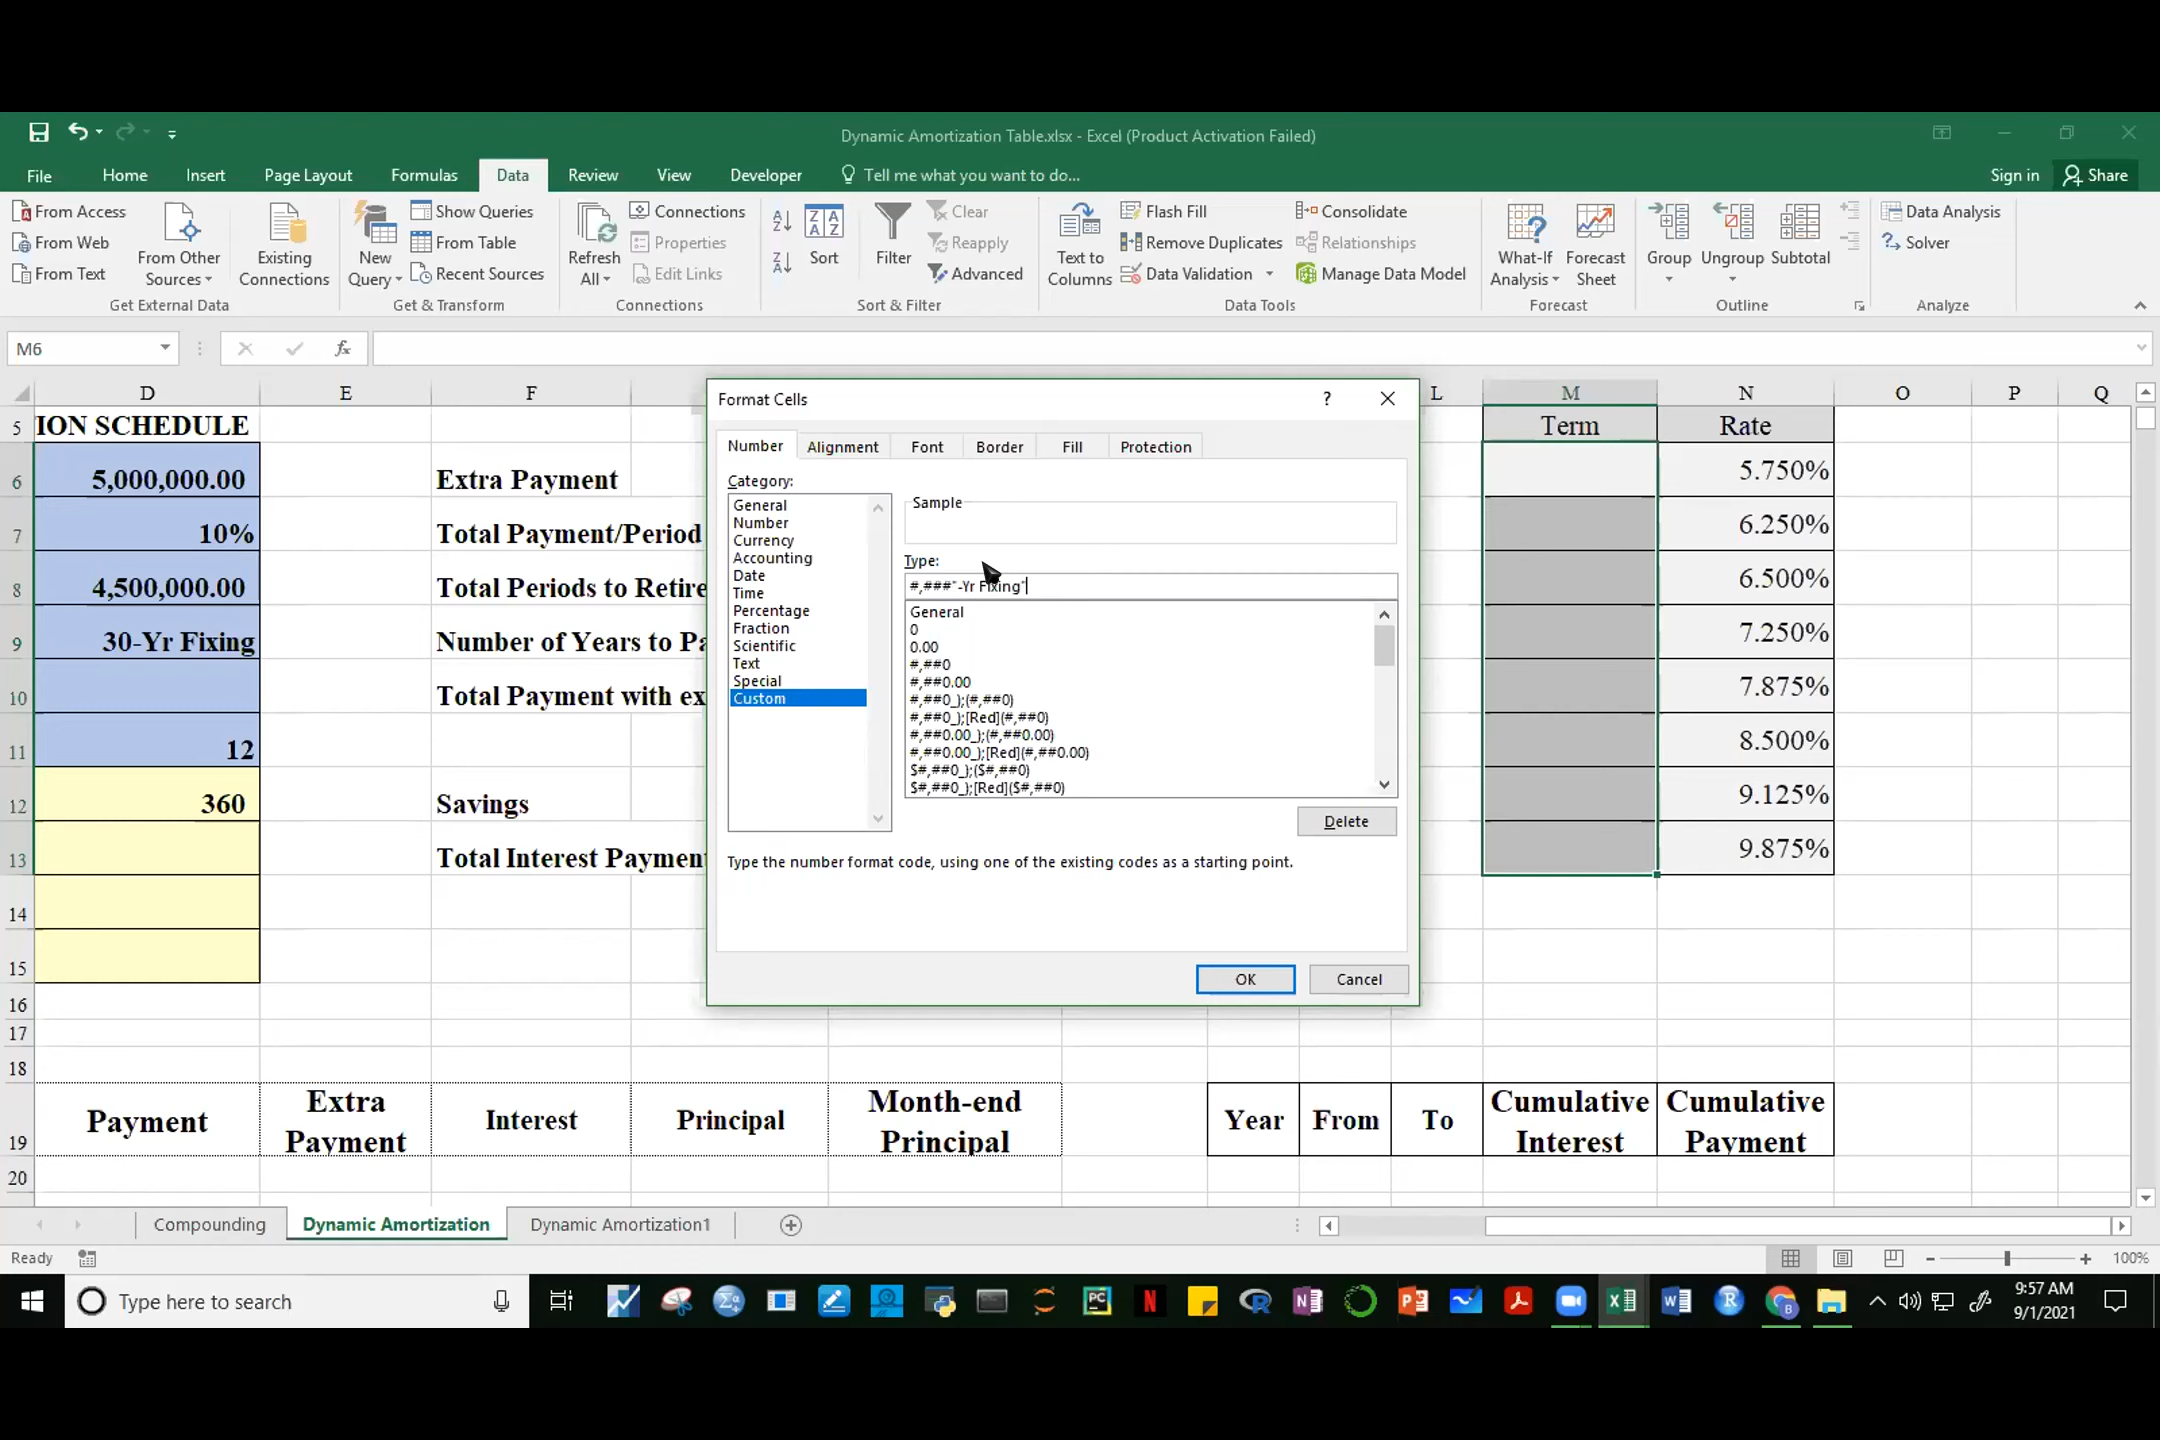 Dynamic Amortization Table.xlsx - Excel (Product Activation Failed)
File Home Insert Page Layout Formulas Data Review View Developer Tell me what you want to do... Sign in Share
From Access
From Web
From Text
From Other Sources
Existing Connections
Get External Data
New Query
Show Queries
From Table
Recent Sources
Get & Transform
Refresh All
Connections
Properties
Edit Links
Connections
Sort
Filter
Clear
Reapply
Advanced
Sort & Filter
Text to Columns
Flash Fill
Remove Duplicates
Data Validation
Consolidate
Relationships
Manage Data Model
Data Tools
What-If Analysis
Forecast Sheet
Forecast
Group
Ungroup
Subtotal
Outline
Data Analysis
Solver
Analyze
M6
fx
D E F L M N O P Q
5 ION SCHEDULE Term Rate
6 5,000,000.00 Extra Payment 5.750%
7 10% Total Payment/Period 6.250%
8 4,500,000.00 Total Periods to Retire 6.500%
9 30-Yr Fixing Number of Years to Pa 7.250%
10 Total Payment with ex 7.875%
11 12 8.500%
12 360 Savings 9.125%
13 Total Interest Payment 9.875%
14
15
16
17
18
19 Payment Extra Payment Interest Principal Month-end Principal Year From To Cumulative Interest Cumulative Payment
20
Format Cells
?
Number Alignment Font Border Fill Protection
Category:
General
Number
Currency
Accounting
Date
Time
Percentage
Fraction
Scientific
Text
Special
Custom
Sample
Type:
#,###"-Yr Fixing"
General
0
0.00
#,##0
#,##0.00
#,##0_);(#,##0)
#,##0_);[Red](#,##0)
#,##0.00_);(#,##0.00)
#,##0.00_);[Red](#,##0.00)
$#,##0_);($#,##0)
$#,##0_);[Red]($#,##0)
Delete
Type the number format code, using one of the existing codes as a starting point.
OK Cancel
Compounding Dynamic Amortization Dynamic Amortization1
Ready
100%
Type here to search
9:57 AM
9/1/2021